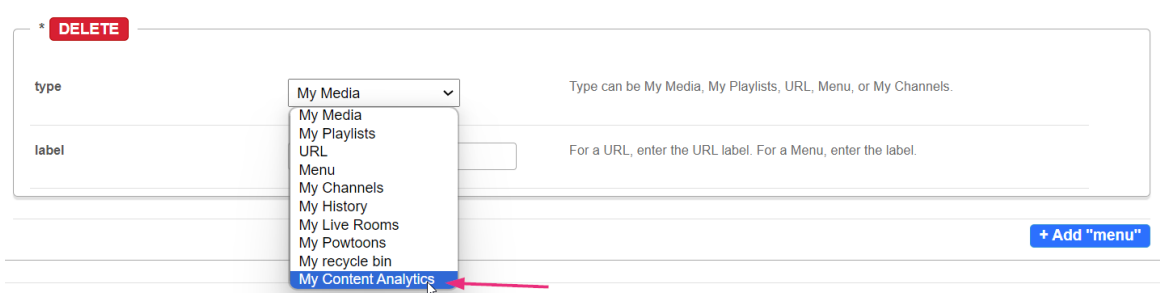 * DELETE
type
My Media
Type can be My Media, My Playlists, URL, Menu, or My Channels.
My Media
My Playlists
label
URL
For a URL, enter the URL label. For a Menu, enter the label.
Menu
My Channels
My History
My Live Rooms
My Powtoons
My recycle bin
My Content Analytics
+ Add "menu"